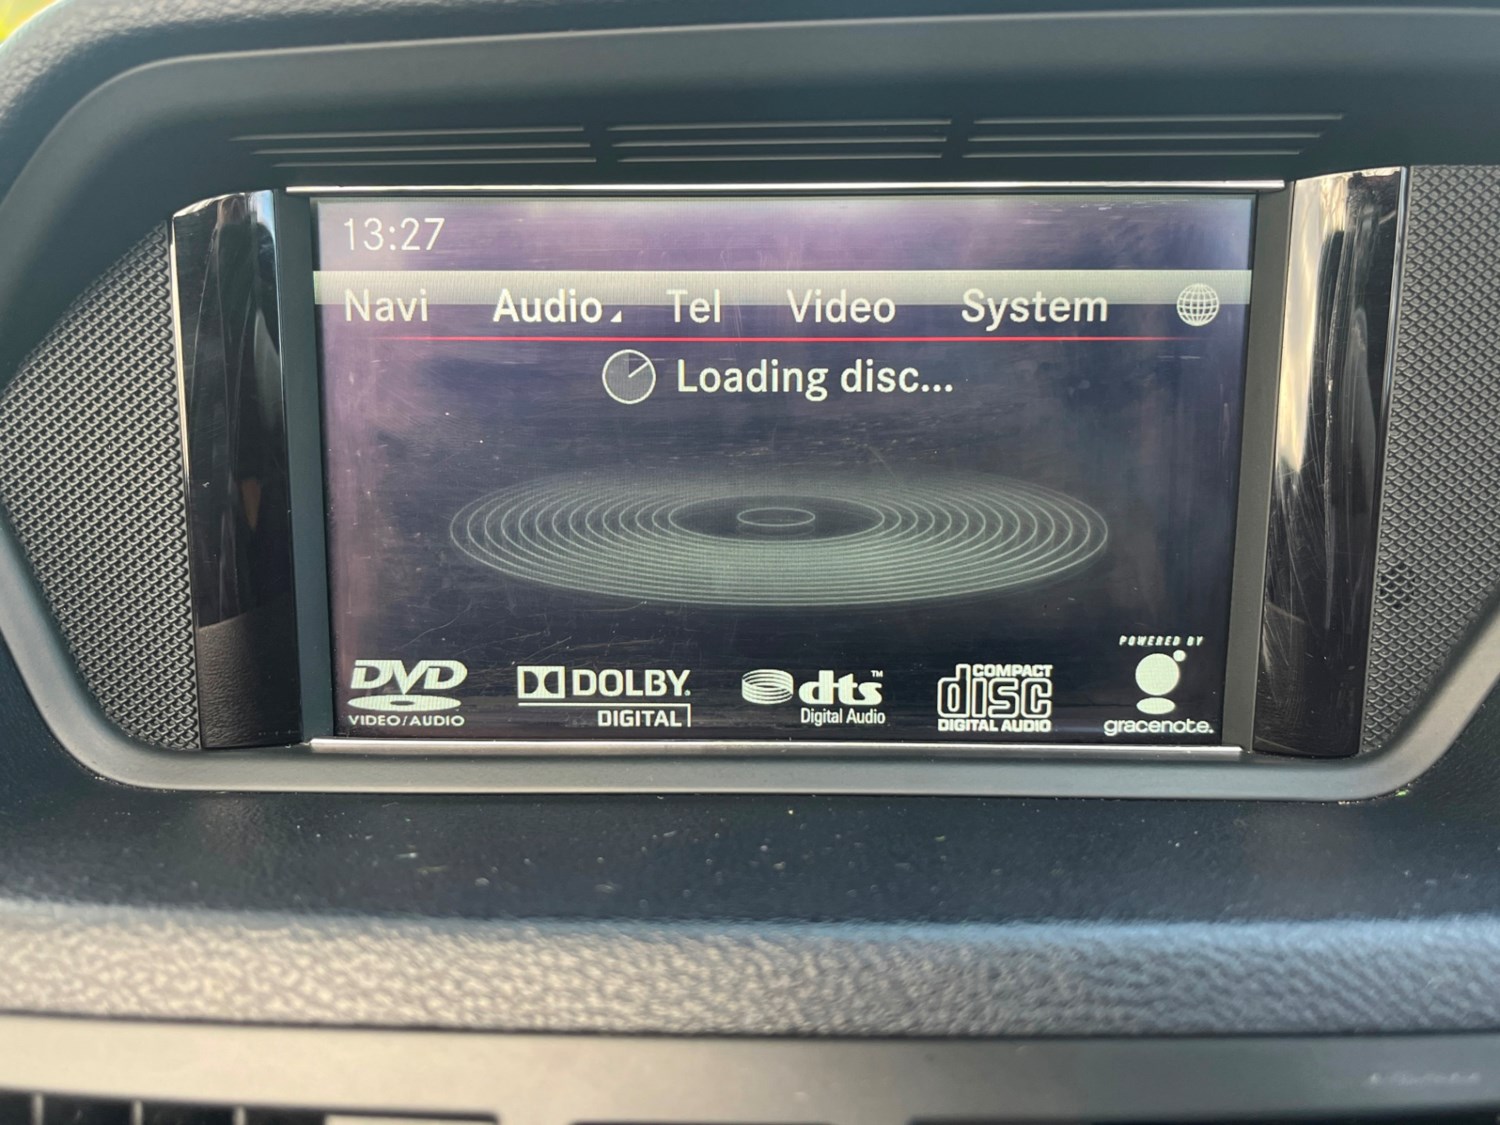 13:27
Navi Audio Tel Video System
Loading disc...
POWERED BY
DVD DOLBY® dts™ COMPACT disc gracenote.
VIDEO/AUDIO DIGITAL Digital Audio DIGITAL AUDIO